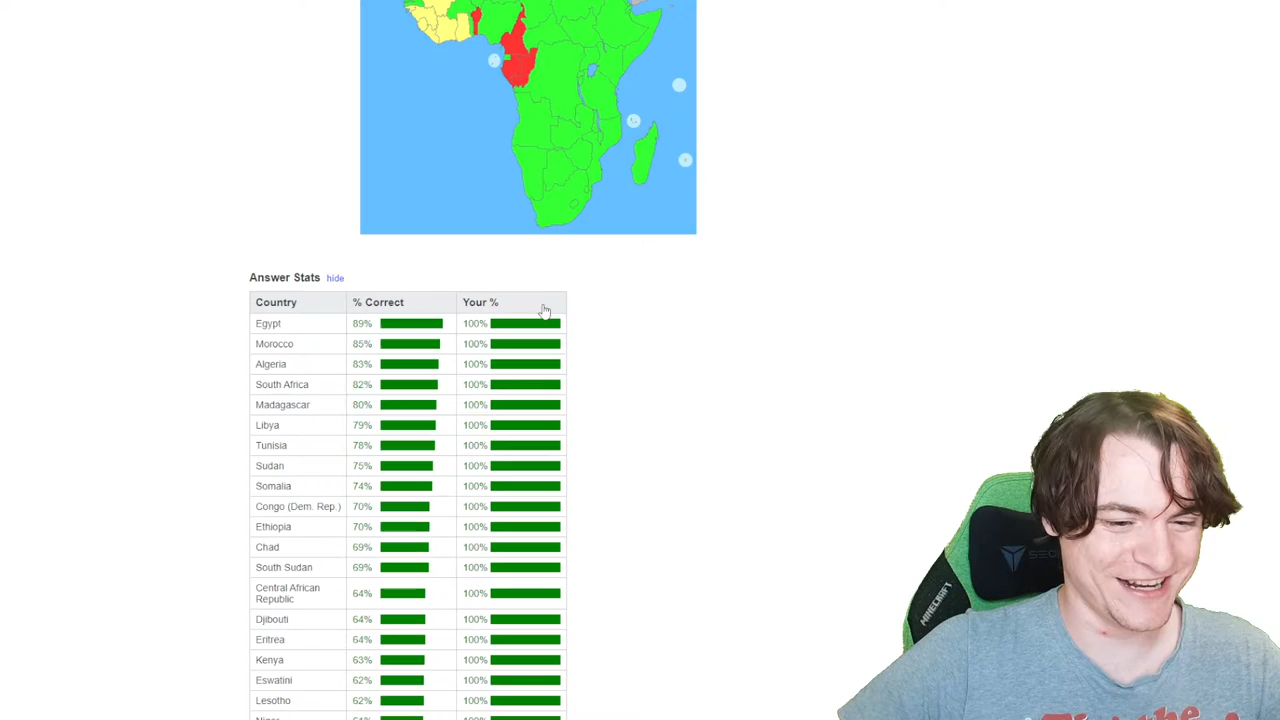 Answer Stats hide
Country % Correct Your %
Egypt 89% 100%
Morocco 85% 100%
Algeria 83% 100%
South Africa 82% 100%
Madagascar 80% 100%
Libya 79% 100%
Tunisia 78% 100%
Sudan 75% 100%
Somalia 74% 100%
Congo (Dem. Rep.) 70% 100%
Ethiopia 70% 100%
Chad 69% 100%
South Sudan 69% 100%
Central African
Republic 64% 100%
Djibouti 64% 100%
Eritrea 64% 100%
Kenya 63% 100%
Eswatini 62% 100%
Lesotho 62% 100%
MINECRAFT